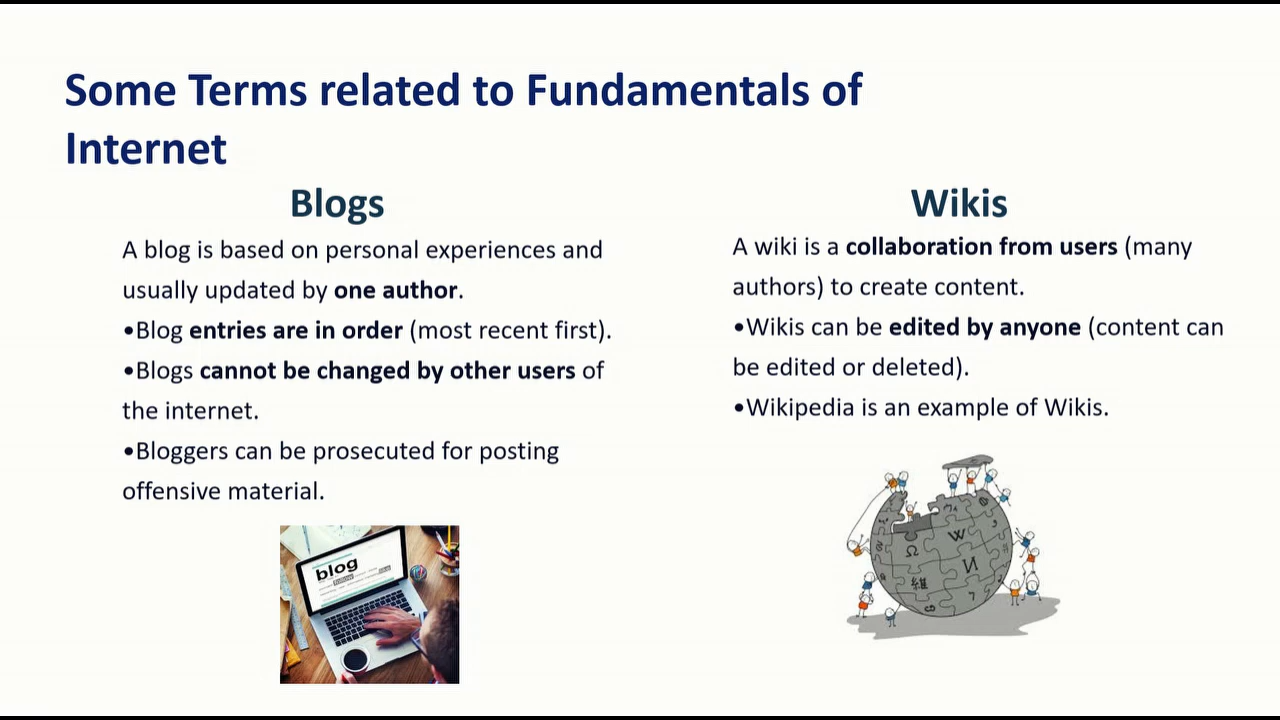 Some Terms related to Fundamentals of
Internet
Blogs
A blog is based on personal experiences and
usually updated by one author.
•Blog entries are in order (most recent first).
•Blogs cannot be changed by other users of
the internet.
•Bloggers can be prosecuted for posting
offensive material.
blog
Wikis
A wiki is a collaboration from users (many
authors) to create content.
•Wikis can be edited by anyone (content can
be edited or deleted).
•Wikipedia is an example of Wikis.
Ω W И
維